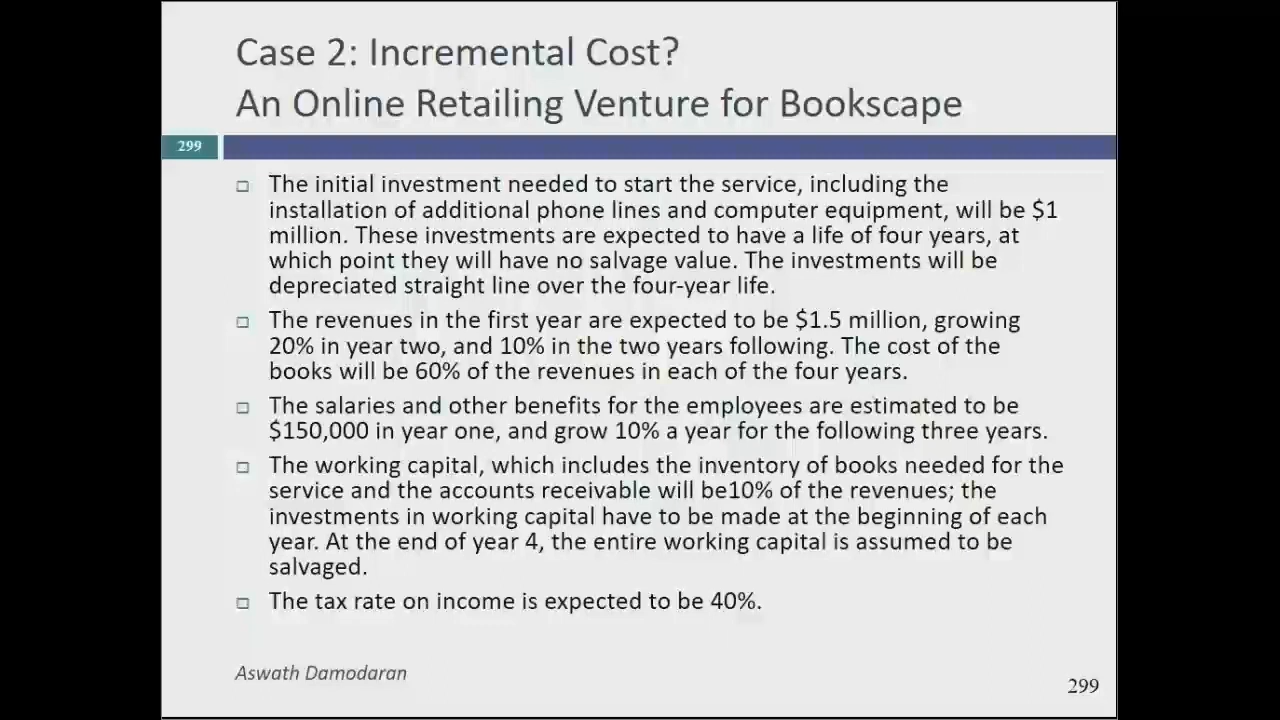 Case 2: Incremental Cost?
An Online Retailing Venture for Bookscape
299
The initial investment needed to start the service, including the
installation of additional phone lines and computer equipment, will be $1
million. These investments are expected to have a life of four years, at
which point they will have no salvage value. The investments will be
depreciated straight line over the four-year life.
The revenues in the first year are expected to be $1.5 million, growing
20% in year two, and 10% in the two years following. The cost of the
books will be 60% of the revenues in each of the four years.
The salaries and other benefits for the employees are estimated to be
$150,000 in year one, and grow 10% a year for the following three years.
The working capital, which includes the inventory of books needed for the
service and the accounts receivable will be10% of the revenues; the
investments in working capital have to be made at the beginning of each
year. At the end of year 4, the entire working capital is assumed to be
salvaged.
The tax rate on income is expected to be 40%.
Aswath Damodaran
299